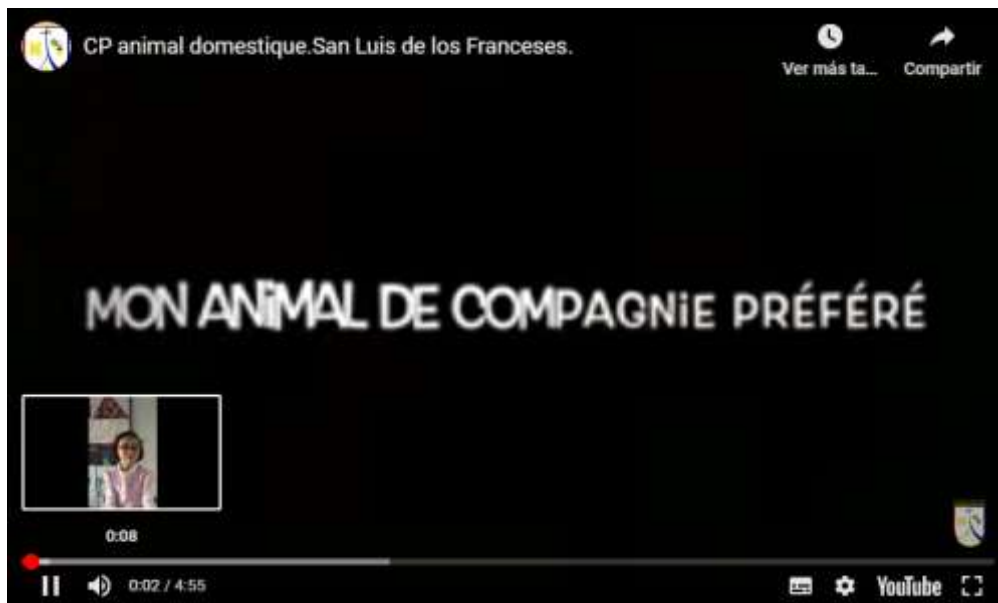 CP animal domestique.San Luis de los Franceses.
Ver más ta...
Compartir
MON ANiMAL DE COMPAGNiE PRÉFÉRÉ
0:08
0:02 / 4:55
YouTube